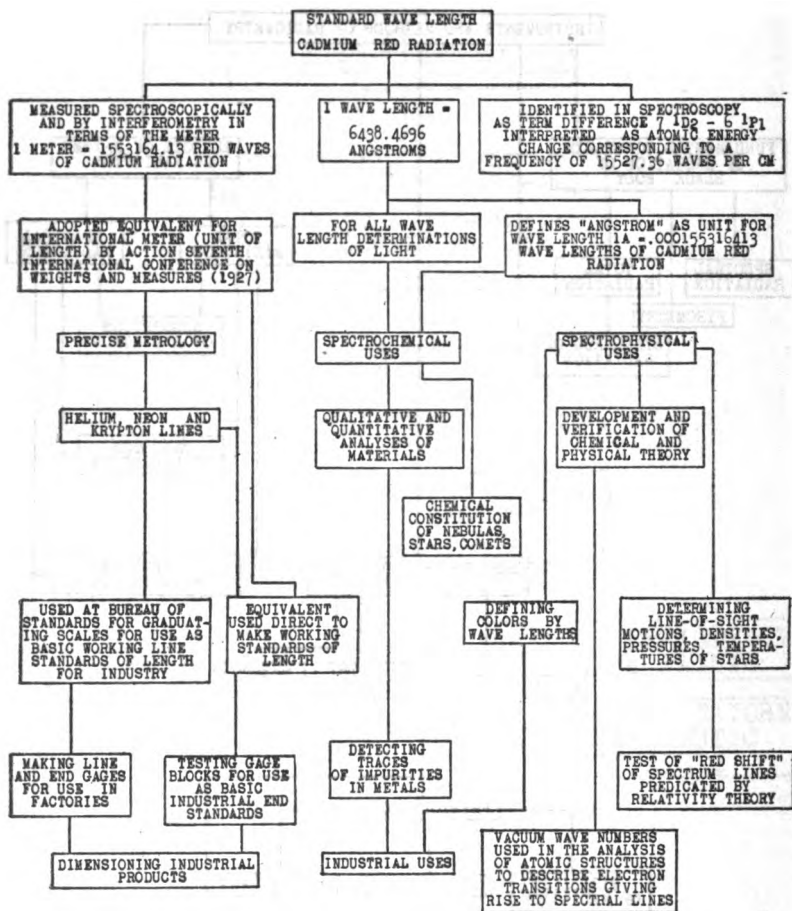 STANDARD WAVE LENGTH
CADMIUM RED RADIATION
MEASURED SPECTROSCOPICALLY
AND BY INTERFEROMETRY IN
TERMS OF THE METER
1 METER = 1553164.13 RED WAVES
OF CADMIUM RADIATION
1 WAVE LENGTH =
6438.4696
ANGSTROMS
IDENTIFIED IN SPECTROSCOPY
AS TERM DIFFERENCE 7 1D2 - 6 1P1
INTERPRETED AS ATOMIC ENERGY
CHANGE CORRESPONDING TO A
FREQUENCY OF 15527.36 WAVES PER CM
ADOPTED EQUIVALENT FOR
INTERNATIONAL METER (UNIT OF
LENGTH) BY ACTION SEVENTH
INTERNATIONAL CONFERENCE ON
WEIGHTS AND MEASURES (1927)
FOR ALL WAVE
LENGTH DETERMINATIONS
OF LIGHT
DEFINES "ANGSTROM" AS UNIT FOR
WAVE LENGTH 1A = .000155316413
WAVE LENGTHS OF CADMIUM RED
RADIATION
PRECISE METROLOGY
SPECTROCHEMICAL
USES
SPECTROPHYSICAL
USES
HELIUM, NEON AND
KRYPTON LINES
QUALITATIVE AND
QUANTITATIVE
ANALYSES OF
MATERIALS
DEVELOPMENT AND
VERIFICATION OF
CHEMICAL AND
PHYSICAL THEORY
CHEMICAL
CONSTITUTION
OF NEBULAS,
STARS, COMETS
USED AT BUREAU OF
STANDARDS FOR GRADUAT-
ING SCALES FOR USE AS
BASIC WORKING LINE
STANDARDS OF LENGTH
FOR INDUSTRY
EQUIVALENT
USED DIRECT TO
MAKE WORKING
STANDARDS OF
LENGTH
DEFINING
COLORS BY
WAVE LENGTHS
DETERMINING
LINE-OF-SIGHT
MOTIONS, DENSITIES,
PRESSURES, TEMPERA-
TURES OF STARS
MAKING LINE
AND END GAGES
FOR USE IN
FACTORIES
TESTING GAGE
BLOCKS FOR USE
AS BASIC
INDUSTRIAL END
STANDARDS
DETECTING
TRACES
OF IMPURITIES
IN METALS
TEST OF "RED SHIFT"
OF SPECTRUM LINES
PREDICATED BY
RELATIVITY THEORY
DIMENSIONING INDUSTRIAL
PRODUCTS
INDUSTRIAL USES
VACUUM WAVE NUMBERS
USED IN THE ANALYSIS
OF ATOMIC STRUCTURES
TO DESCRIBE ELECTRON
TRANSITIONS GIVING
RISE TO SPECTRAL LINES